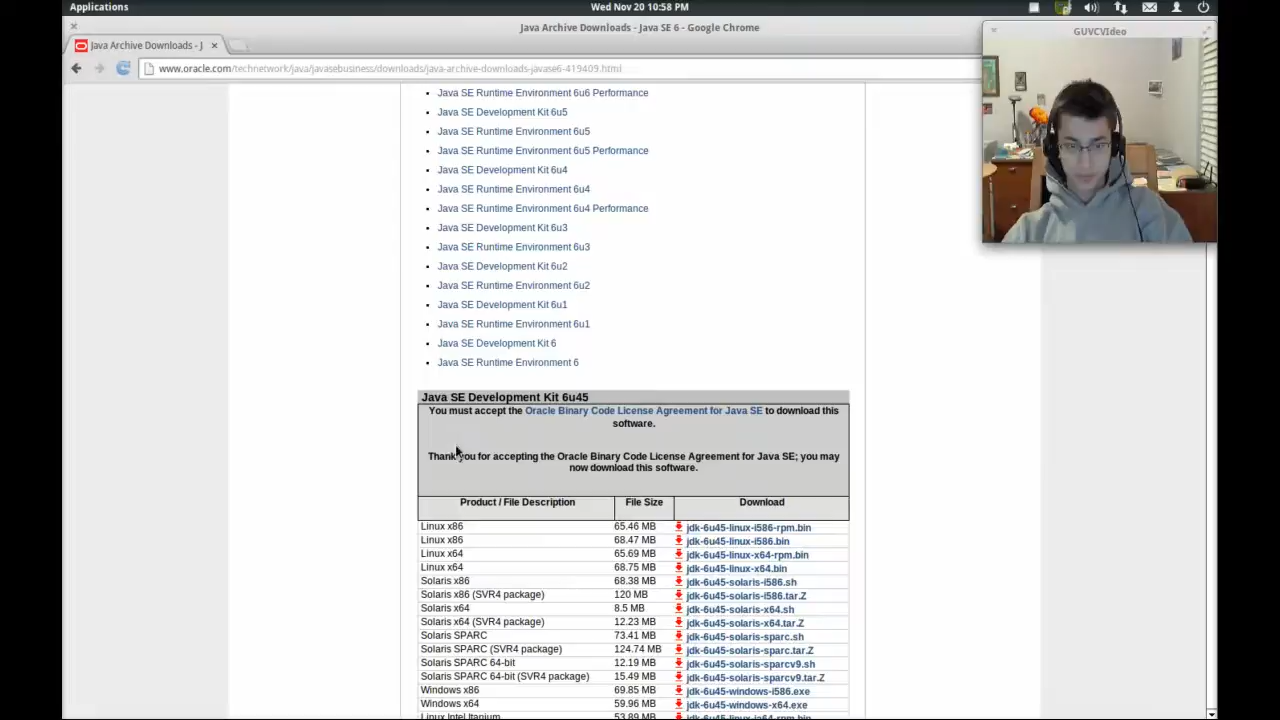 Applications
Wed Nov 20 10:58 PM
Java Archive Downloads - Java SE 6 - Google Chrome
GUVCVIdeo
Java Archive Downloads - J
www.oracle.com/technetwork/java/javasebusiness/downloads/java-archive-downloads-javase6-419409.html
Java SE Runtime Environment 6u6 Performance
Java SE Development Kit 6u5
Java SE Runtime Environment 6u5
Java SE Runtime Environment 6u5 Performance
Java SE Development Kit 6u4
Java SE Runtime Environment 6u4
Java SE Runtime Environment 6u4 Performance
Java SE Development Kit 6u3
Java SE Runtime Environment 6u3
Java SE Development Kit 6u2
Java SE Runtime Environment 6u2
Java SE Development Kit 6u1
Java SE Runtime Environment 6u1
Java SE Development Kit 6
Java SE Runtime Environment 6
Java SE Development Kit 6u45
You must accept the Oracle Binary Code License Agreement for Java SE to download this
software.
Thank you for accepting the Oracle Binary Code License Agreement for Java SE; you may
now download this software.
Product / File Description File Size Download
Linux x86 65.46 MB jdk-6u45-linux-i586-rpm.bin
Linux x86 68.47 MB jdk-6u45-linux-i586.bin
Linux x64 65.69 MB jdk-6u45-linux-x64-rpm.bin
Linux x64 68.75 MB jdk-6u45-linux-x64.bin
Solaris x86 68.38 MB jdk-6u45-solaris-i586.sh
Solaris x86 (SVR4 package) 120 MB jdk-6u45-solaris-i586.tar.Z
Solaris x64 8.5 MB jdk-6u45-solaris-x64.sh
Solaris x64 (SVR4 package) 12.23 MB jdk-6u45-solaris-x64.tar.Z
Solaris SPARC 73.41 MB jdk-6u45-solaris-sparc.sh
Solaris SPARC (SVR4 package) 124.74 MB jdk-6u45-solaris-sparc.tar.Z
Solaris SPARC 64-bit 12.19 MB jdk-6u45-solaris-sparcv9.sh
Solaris SPARC 64-bit (SVR4 package) 15.49 MB jdk-6u45-solaris-sparcv9.tar.Z
Windows x86 69.85 MB jdk-6u45-windows-i586.exe
Windows x64 59.96 MB jdk-6u45-windows-x64.exe
Linux Intel Itanium 53.89 MB jdk-6u45-linux-ia64-rpm.bin